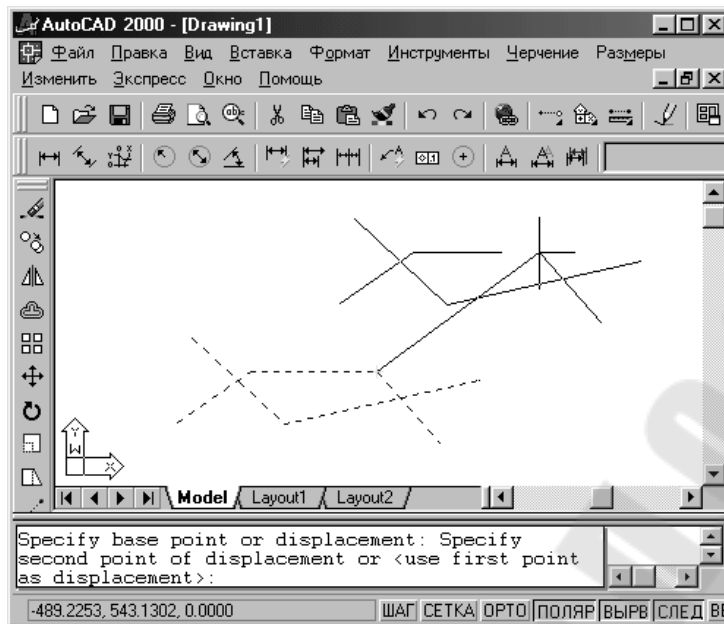 AutoCAD 2000 - [Drawing1]
Файл Правка Вид Вставка Формат Инструменты Черчение Размеры
Изменить Экспресс Окно Помощь
Model Layout1 Layout2
Specify base point or displacement: Specify
second point of displacement or <use first point
as displacement>:
-489.2253, 543.1302, 0.0000 ШАГ СЕТКА ОРТО ПОЛЯР ВЫРВ СЛЕД